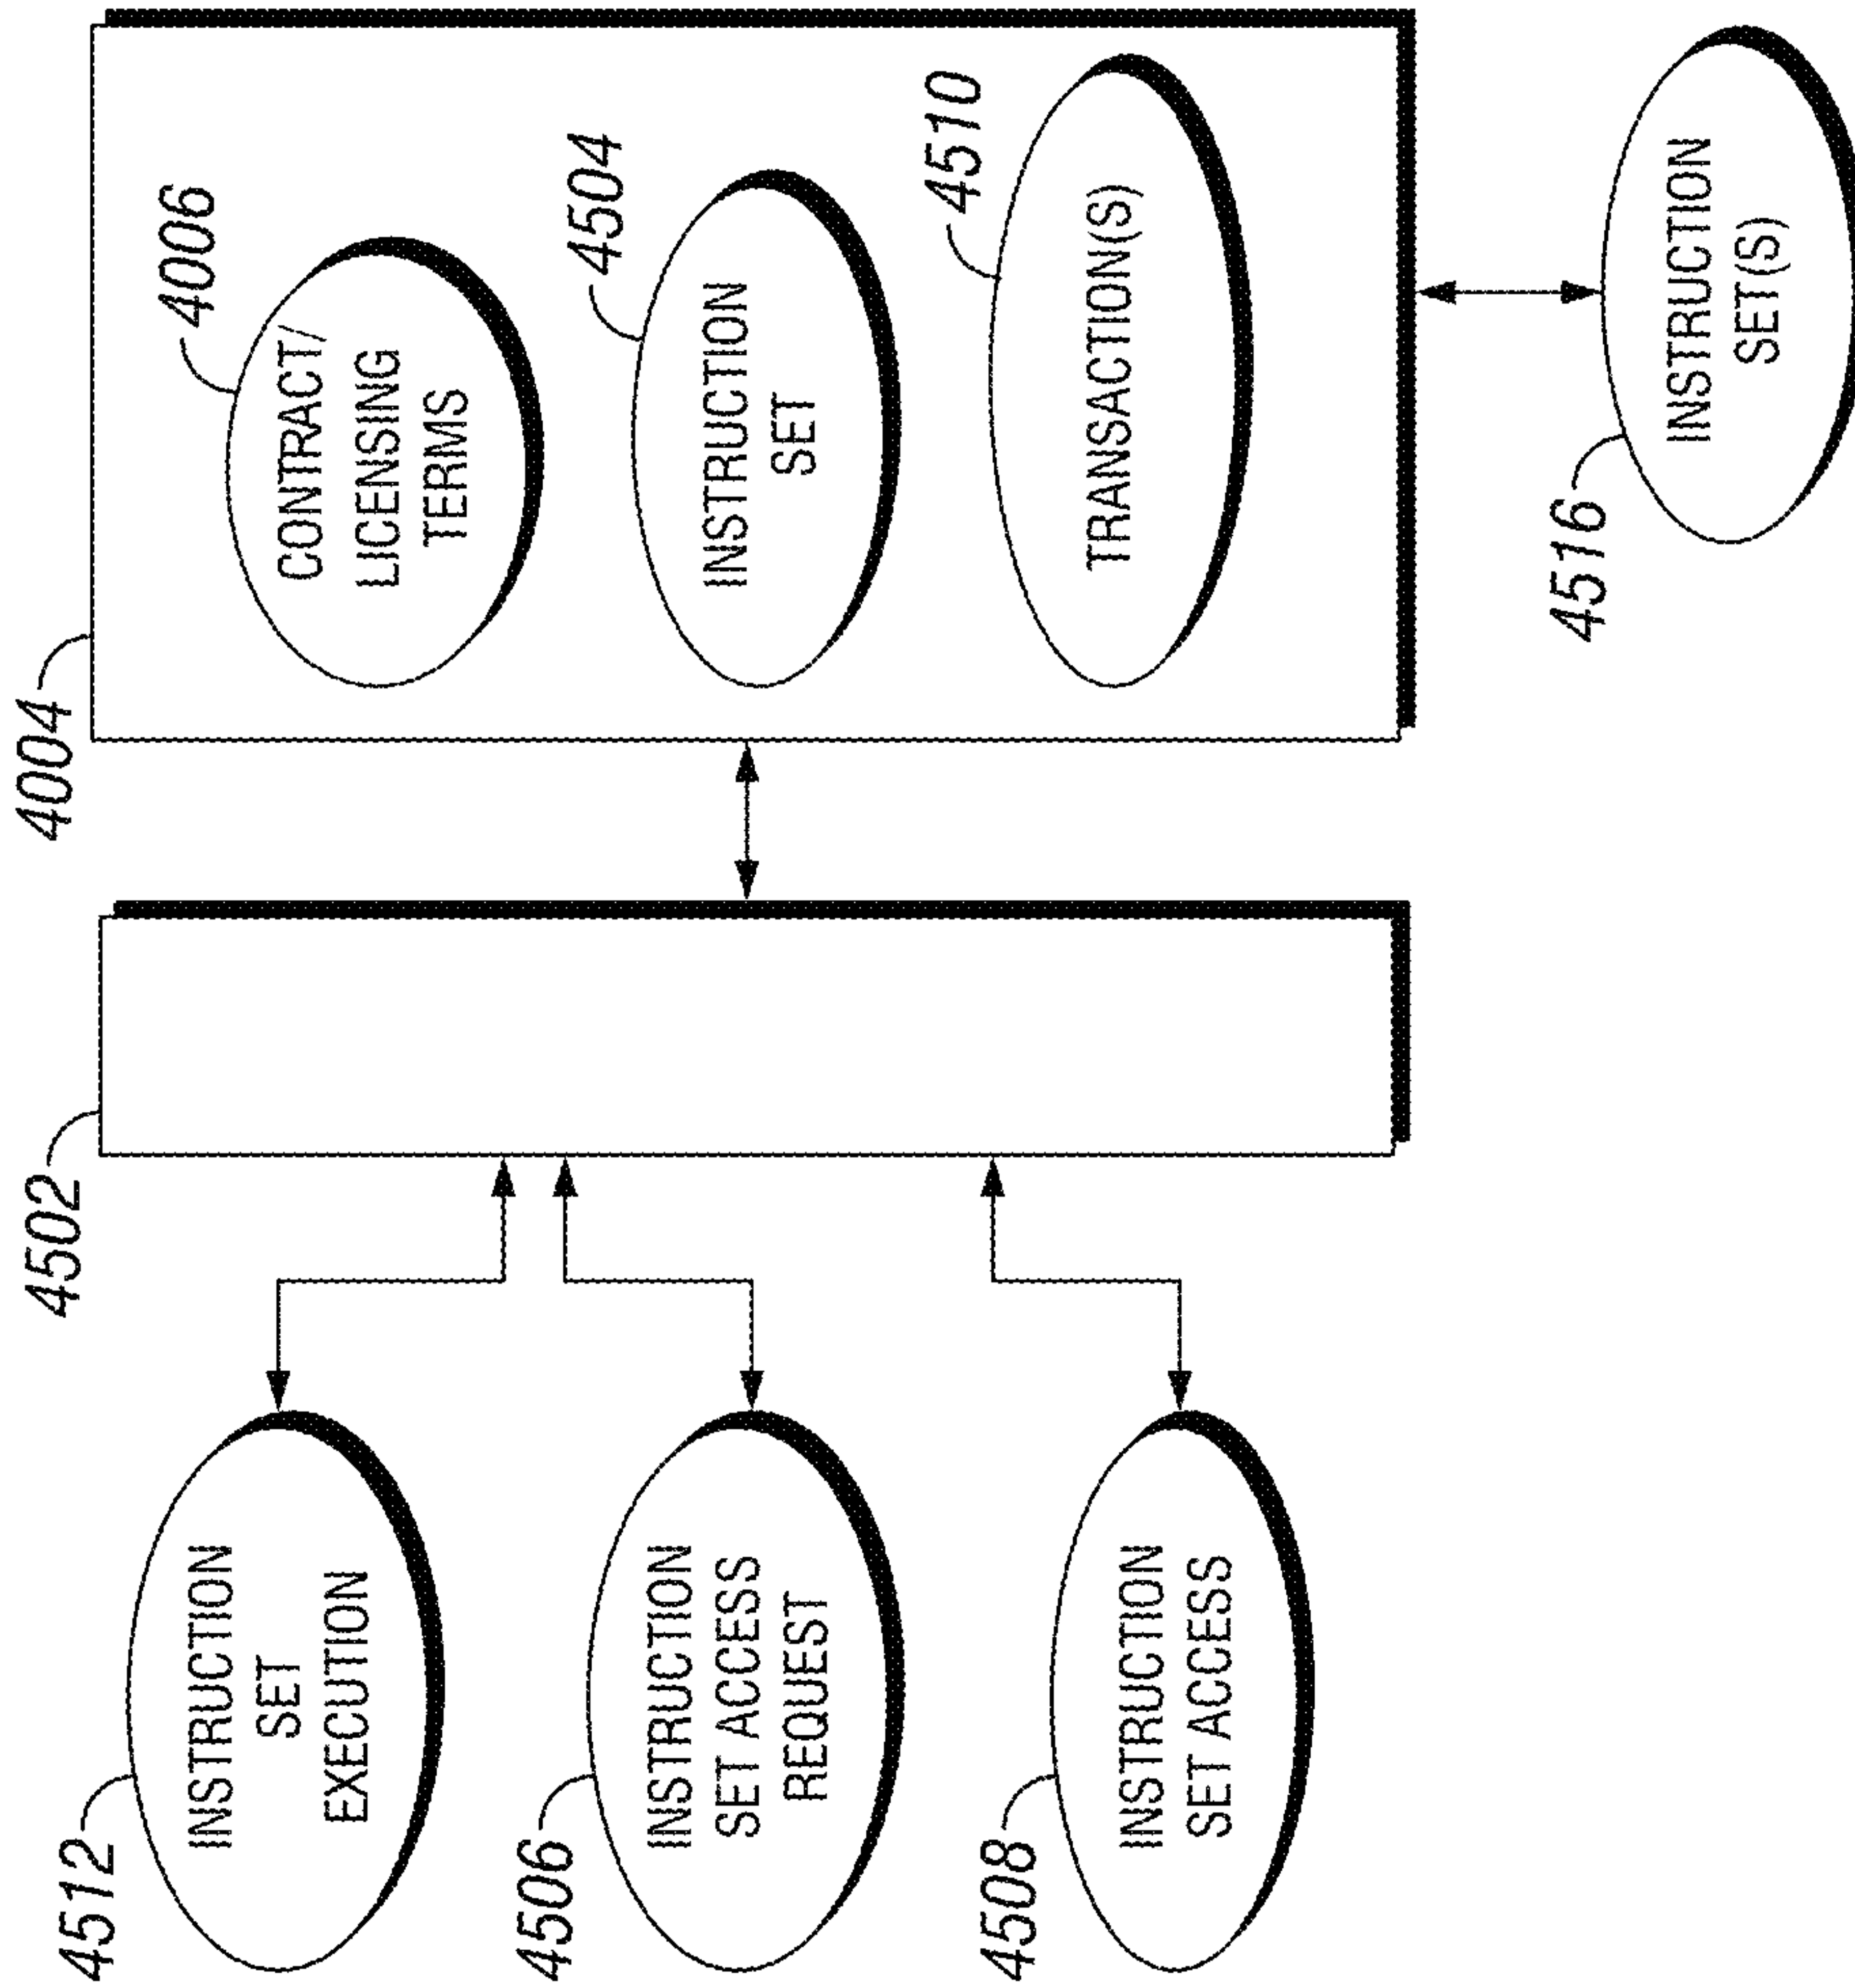 4512
INSTRUCTION
SET
EXECUTION
4506
INSTRUCTION
SET ACCESS
REQUEST
4508
INSTRUCTION
SET ACCESS
4502
4004
4006
CONTRACT/
LICENSING
TERMS
4504
INSTRUCTION
SET
4510
TRANSACTION(S)
4516
INSTRUCTION
SET(S)